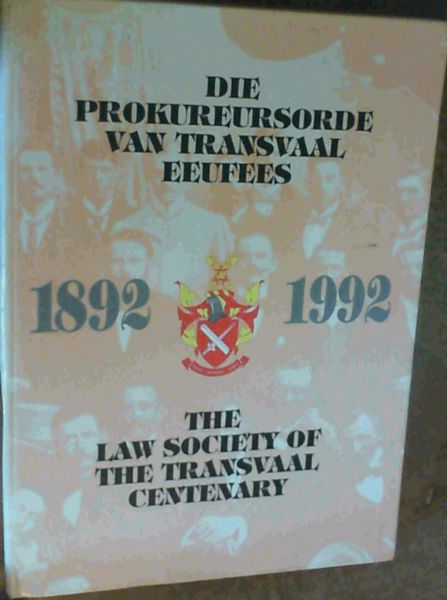 DIE
PROKUREURSORDE
VAN TRANSVAAL
EEUFEES
1892 1992
THE
LAW SOCIETY OF
THE TRANSVAAL
CENTENARY